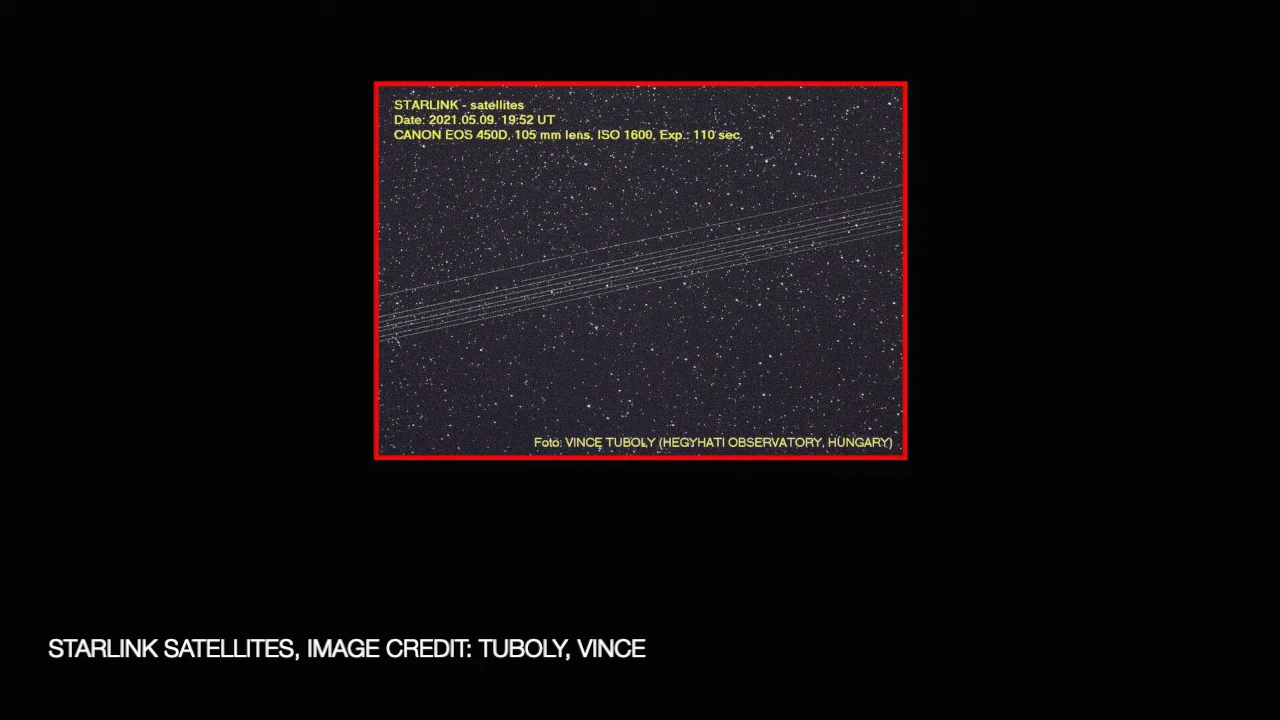 STARLINK - satellites
Date: 2021.05.09. 19:52 UT
CANON EOS 450D, 105 mm lens, ISO 1600, Exp.: 110 sec.
Foto: VINCE TUBOLY (HEGYHATI OBSERVATORY, HUNGARY)
STARLINK SATELLITES, IMAGE CREDIT: TUBOLY, VINCE